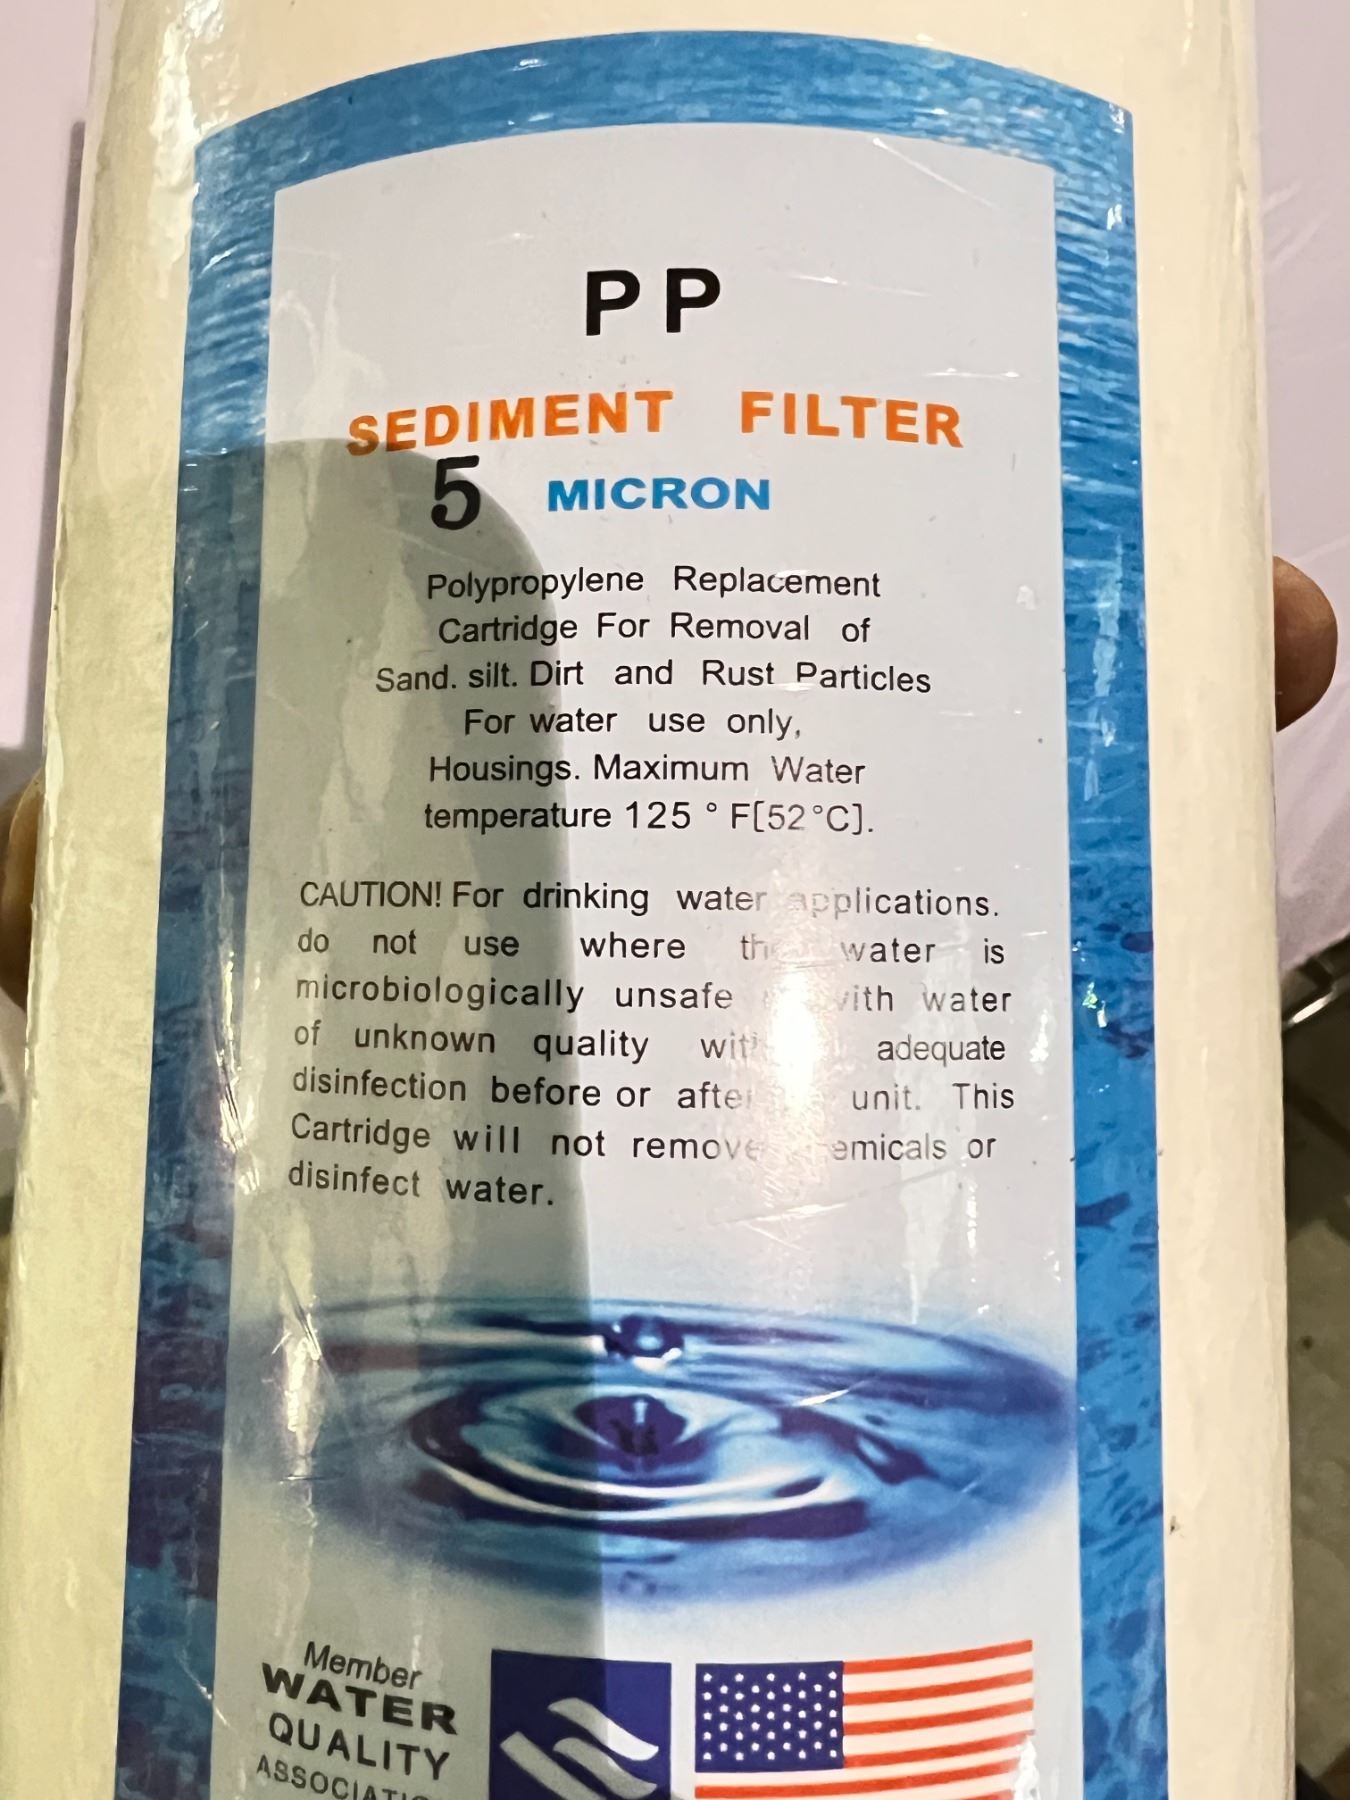 PP
SEDIMENT FILTER
5 MICRON
Polypropylene Replacement
Cartridge For Removal of
Sand. silt. Dirt and Rust Particles
For water use only,
Housings. Maximum Water
temperature 125 ° F[52°C].
CAUTION! For drinking water applications.
do not use where the water is
microbiologically unsafe with water
of unknown quality adequate
disinfection before or after unit. This
Cartridge will not remove or
disinfect water.
Member
WATER
QUALITY